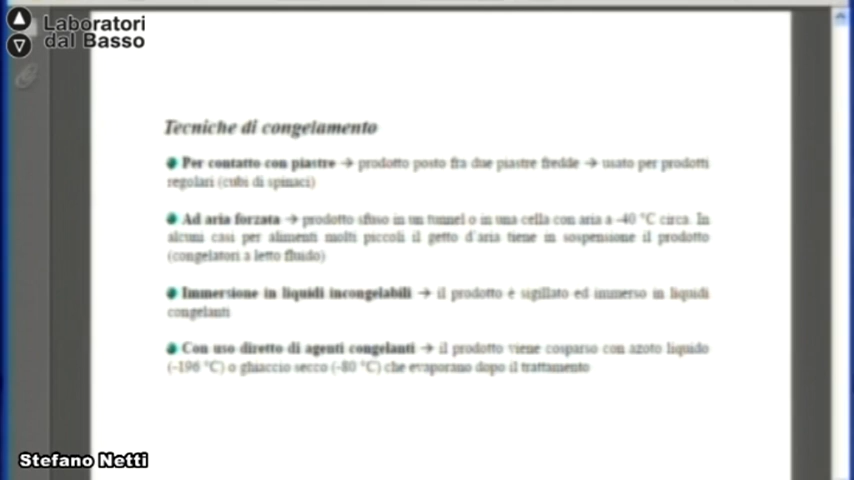 Laboratori
dal Basso
Tecniche di congelamento
Per contatto con piastre → prodotto posto fra due piastre fredde → usato per prodotti
regolari (cubi di spinaci)
Ad aria forzata → prodotto sfuso in un tunnel o in una cella con aria a -40 °C circa. In
alcuni casi per alimenti molti piccoli il getto d'aria tiene in sospensione il prodotto
(congelatori a letto fluido)
Immersione in liquidi incongelabili → il prodotto è sigillato ed immerso in liquidi
congelanti
Con uso diretto di agenti congelanti → il prodotto viene cosparso con azoto liquido
(-196 °C) o ghiaccio secco (-80 °C) che evaporano dopo il trattamento
Stefano Netti